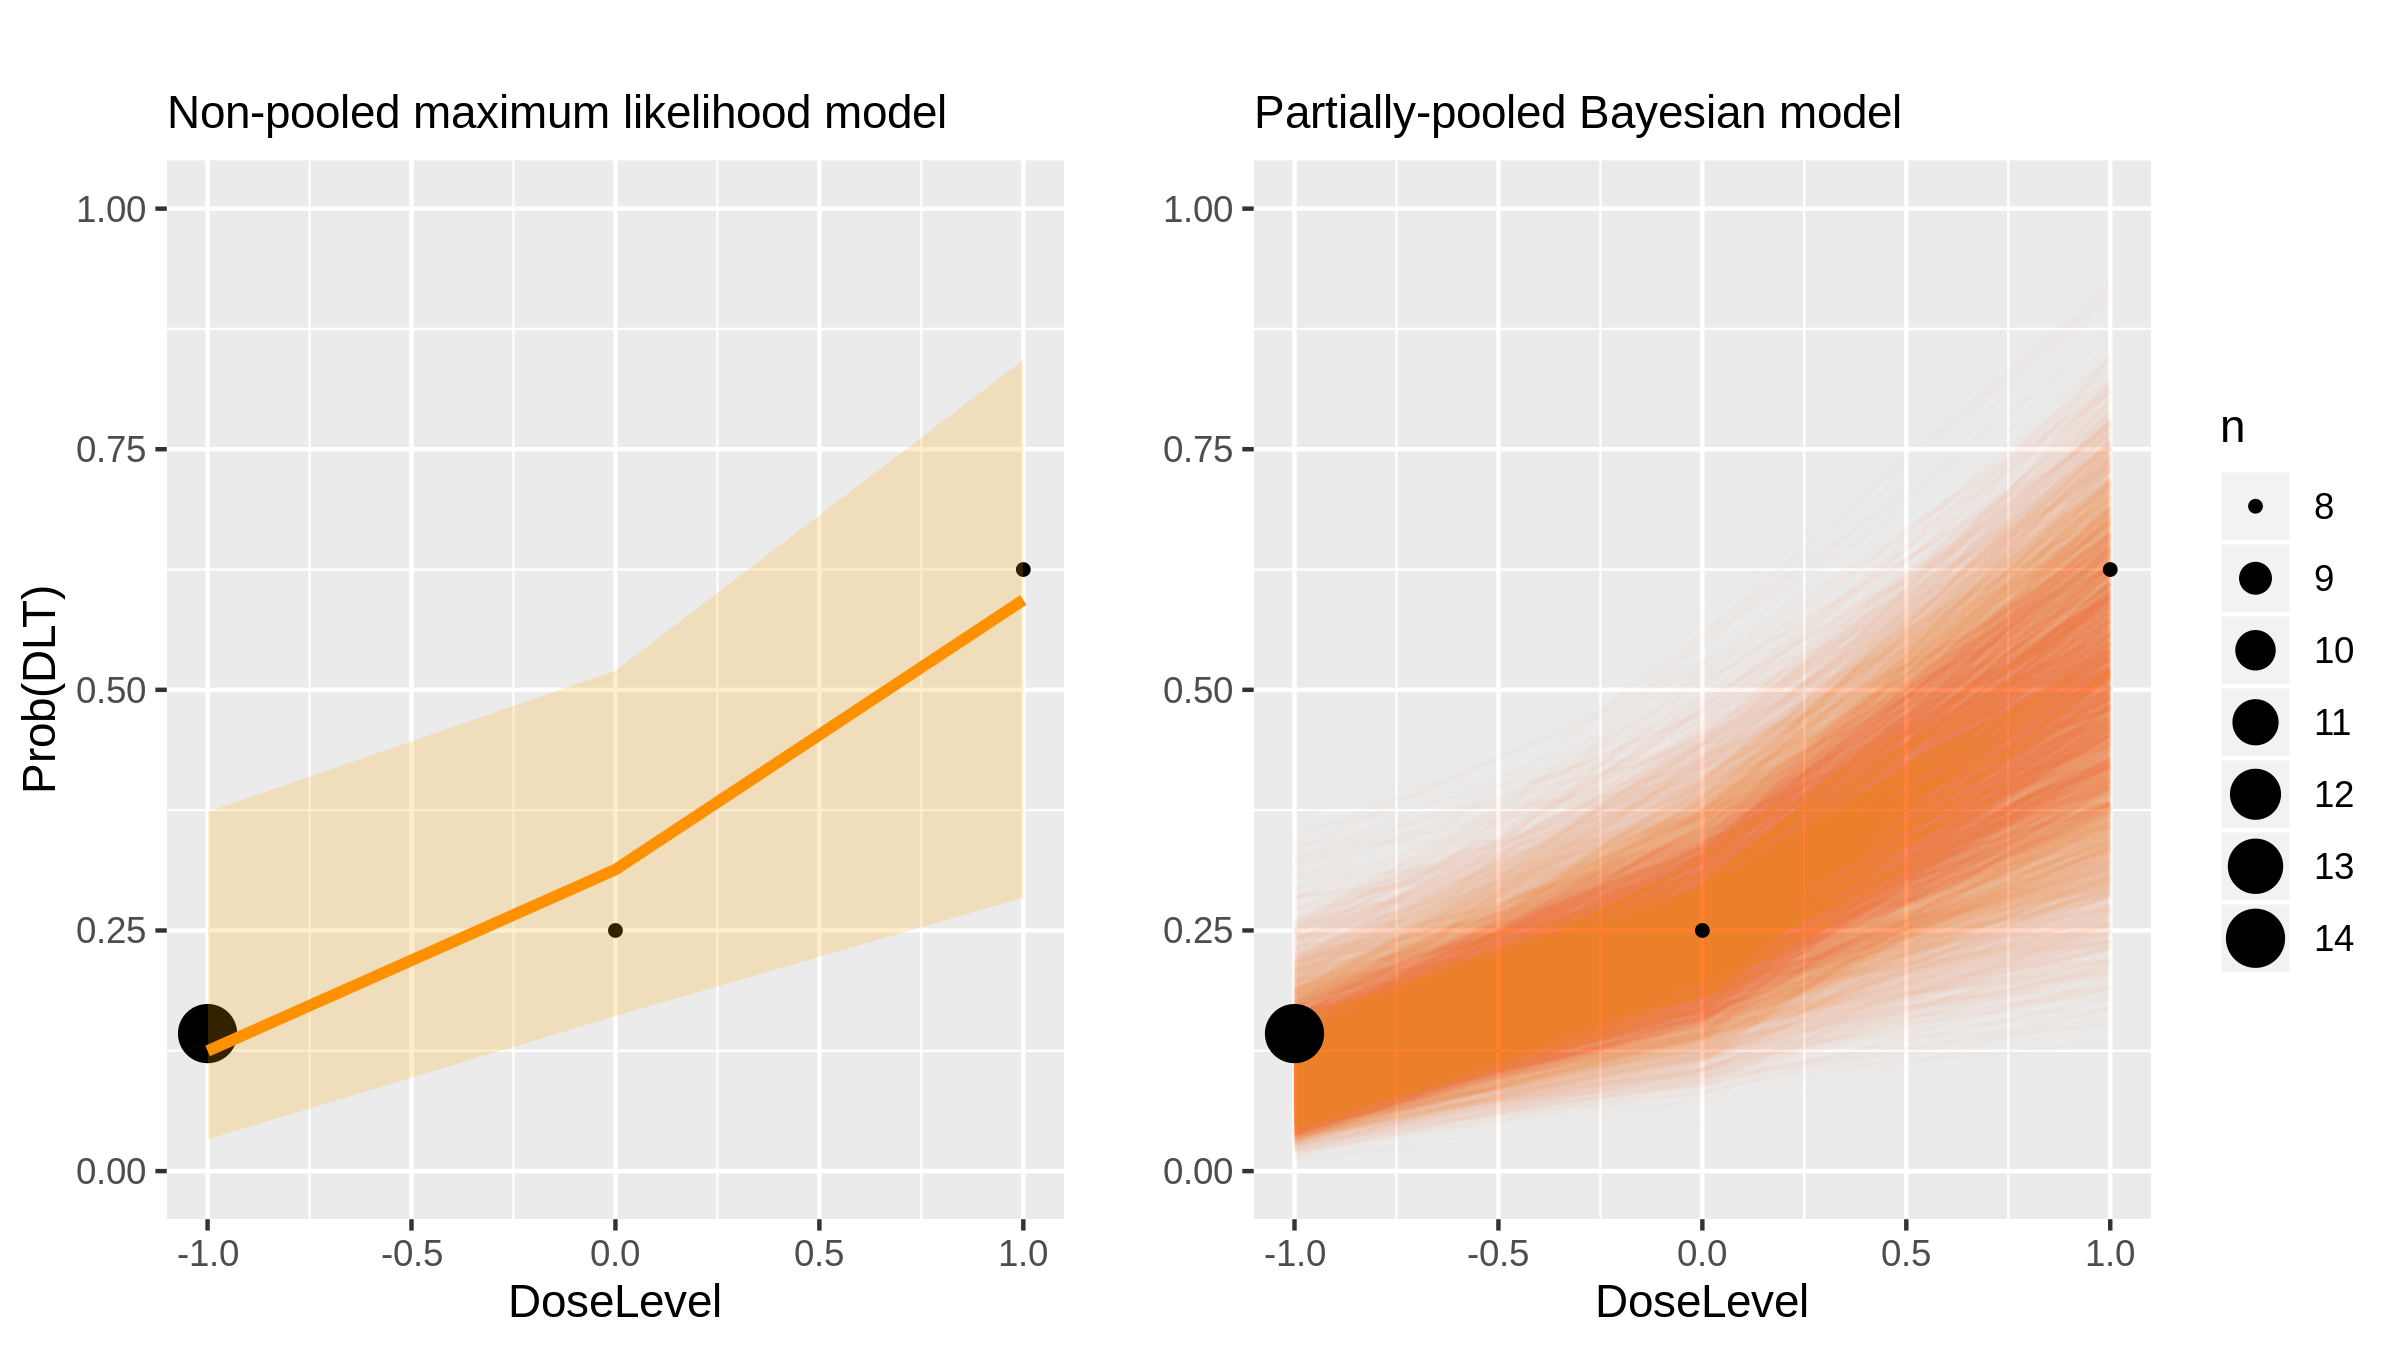 Non-pooled maximum likelihood model
Prob(DLT)
1.00
0.75
0.50
0.25
0.00
-1.0 -0.5 0.0 0.5 1.0
DoseLevel
Partially-pooled Bayesian model
1.00
0.75
0.50
0.25
0.00
-1.0 -0.5 0.0 0.5 1.0
DoseLevel
n
8
9
10
11
12
13
14